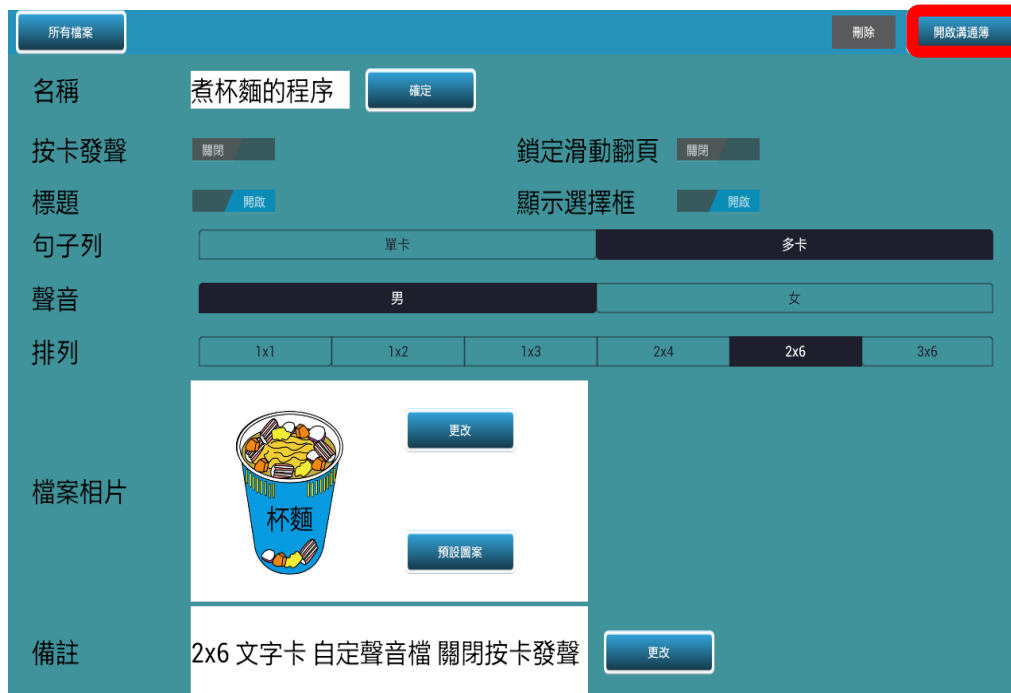 所有檔案 刪除 開啟溝通簿
名稱 煮杯麵的程序 確定
按卡發聲 關閉 鎖定滑動翻頁 關閉
標題 開啟 顯示選擇框 開啟
句子列 單卡 多卡
聲音 男 女
排列 1x1 1x2 1x3 2x4 2x6 3x6
更改
檔案相片
杯麵
預設圖案
備註 2x6 文字卡 自定聲音檔 關閉按卡發聲 更改